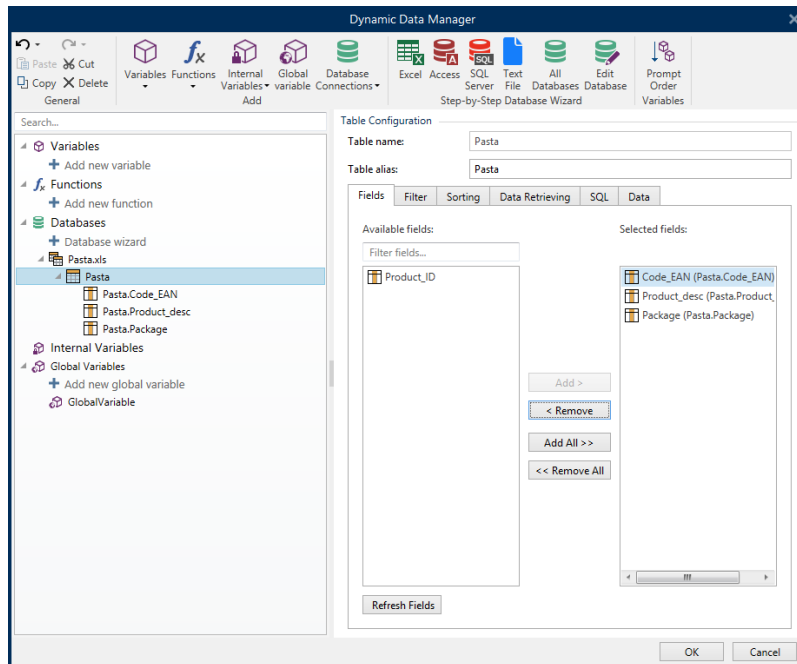 Dynamic Data Manager
Paste Cut
Copy Delete
General
Variables Functions Internal Variables Global variable Database Connections
Add
Excel Access SQL Server Text File All Databases Edit Database
Step-by-Step Database Wizard
Prompt Order
Variables
Search...
Variables
Add new variable
Functions
Add new function
Databases
Database wizard
Pasta.xls
Pasta
Pasta.Code_EAN
Pasta.Product_desc
Pasta.Package
Internal Variables
Global Variables
Add new global variable
GlobalVariable
Table Configuration
Table name: Pasta
Table alias: Pasta
Fields Filter Sorting Data Retrieving SQL Data
Available fields:
Filter fields...
Product_ID
Add >
< Remove
Add All >>
<< Remove All
Selected fields:
Code_EAN (Pasta.Code_EAN)
Product_desc (Pasta.Product_
Package (Pasta.Package)
Refresh Fields
OK Cancel